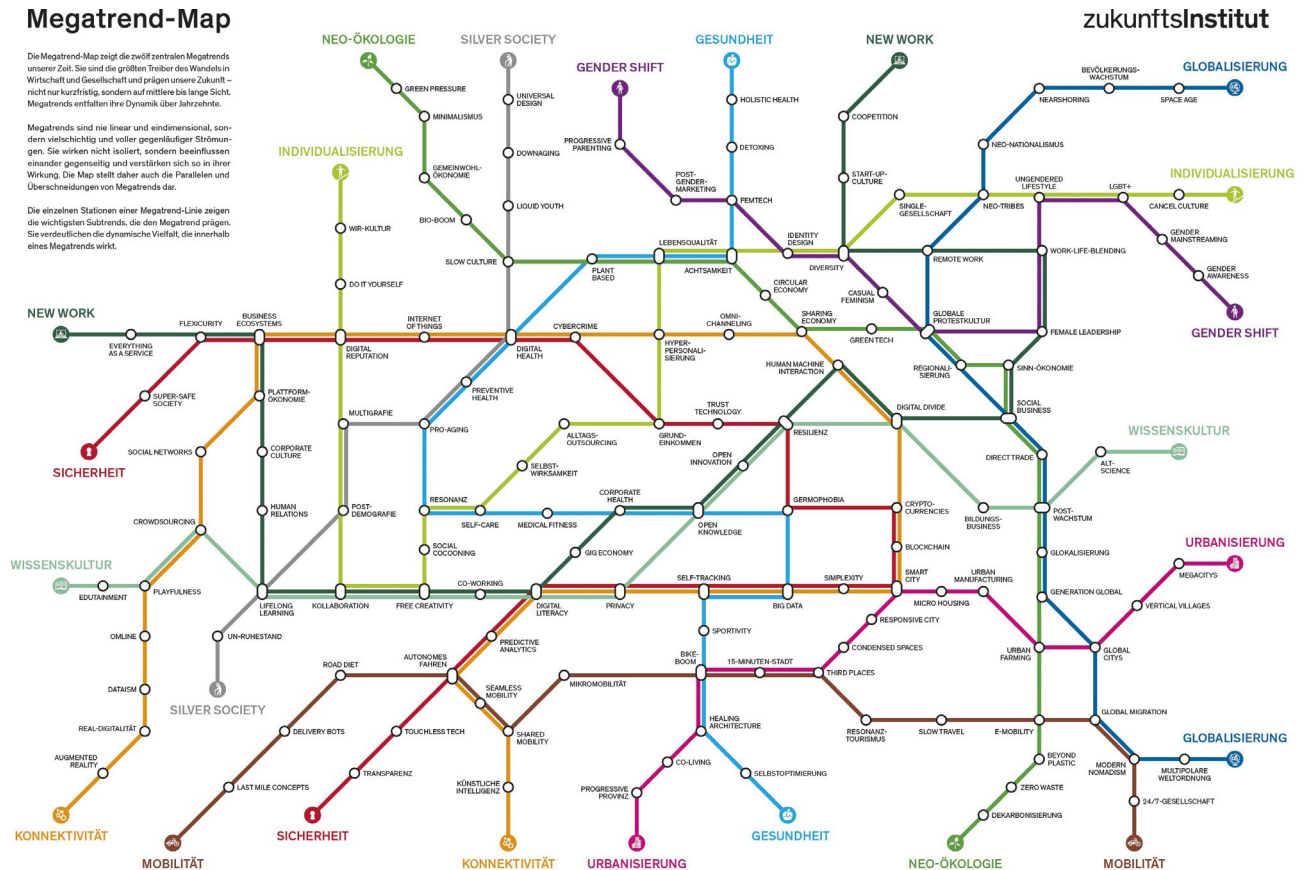 Megatrend-Map
zukunftsInstitut
Die Megatrend-Map zeigt die zwölf zentralen Megatrends
unserer Zeit. Sie sind die größten Treiber des Wandels in
Wirtschaft und Gesellschaft und prägen unsere Zukunft –
nicht nur kurzfristig, sondern auf mittlere bis lange Sicht.
Megatrends entfalten ihre Dynamik über Jahrzehnte.
Megatrends sind nie linear und eindimensional, son-
dern vielschichtig und voller gegenläufiger Strömun-
gen. Sie wirken nicht isoliert, sondern beeinflussen
einander gegenseitig und verstärken sich so in ihrer
Wirkung. Die Map stellt daher auch die Parallelen und
Überschneidungen von Megatrends dar.
Die einzelnen Stationen einer Megatrend-Linie zeigen
die wichtigsten Subtrends, die den Megatrend prägen.
Sie verdeutlichen die dynamische Vielfalt, die innerhalb
eines Megatrends wirkt.
NEO-ÖKOLOGIE
SILVER SOCIETY
GENDER SHIFT
GESUNDHEIT
NEW WORK
GLOBALISIERUNG
BEVÖLKERUNGS-
WACHSTUM
NEARSHORING
SPACE AGE
GREEN PRESSURE
UNIVERSAL
DESIGN
HOLISTIC HEALTH
MINIMALISMUS
COOPETITION
PROGRESSIVE
PARENTING
NEO-NATIONALISMUS
INDIVIDUALISIERUNG
DOWNAGING
DETOXING
GEMEINWOHL-
ÖKONOMIE
POST-
GENDER-
MARKETING
START-UP-
CULTURE
UNGENDERED
LIFESTYLE
LGBT+
INDIVIDUALISIERUNG
LIQUID YOUTH
FEMTECH
SINGLE-
GESELLSCHAFT
NEO-TRIBES
CANCEL CULTURE
BIO-BOOM
WIR-KULTUR
IDENTITY
DESIGN
GENDER
MAINSTREAMING
LEBENSQUALITÄT
SLOW CULTURE
PLANT
BASED
ACHTSAMKEIT
DIVERSITY
REMOTE WORK
WORK-LIFE-BLENDING
GENDER
AWARENESS
DO IT YOURSELF
CIRCULAR
ECONOMY
CASUAL
FEMINISM
NEW WORK
FLEXICURITY
BUSINESS
ECOSYSTEMS
INTERNET
OF THINGS
CYBERCRIME
OMNI-
CHANNELING
SHARING
ECONOMY
GLOBALE
PROTESTKULTUR
FEMALE LEADERSHIP
GENDER SHIFT
EVERYTHING
AS A SERVICE
DIGITAL
REPUTATION
DIGITAL
HEALTH
HYPER-
PERSONALI-
SIERUNG
GREEN TECH
HUMAN MACHINE
INTERACTION
REGIONALI-
SIERUNG
SINN-ÖKONOMIE
SUPER-SAFE
SOCIETY
PLATTFORM-
ÖKONOMIE
PREVENTIVE
HEALTH
TRUST
TECHNOLOGY
DIGITAL DIVIDE
SOCIAL
BUSINESS
MULTIGRAFIE
PRO-AGING
ALLTAGS-
OUTSOURCING
GRUND-
EINKOMMEN
RESILIENZ
WISSENSKULTUR
SICHERHEIT
SOCIAL NETWORKS
CORPORATE
CULTURE
SELBST-
WIRKSAMKEIT
OPEN
INNOVATION
DIRECT TRADE
ALT-
SCIENCE
CROWDSOURCING
HUMAN
RELATIONS
POST-
DEMOGRAFIE
RESONANZ
SELF-CARE
MEDICAL FITNESS
CORPORATE
HEALTH
OPEN
KNOWLEDGE
GERMOPHOBIA
CRYPTO-
CURRENCIES
BILDUNGS-
BUSINESS
POST-
WACHSTUM
SOCIAL
COCOONING
GIG ECONOMY
BLOCKCHAIN
GLOKALISIERUNG
URBANISIERUNG
WISSENSKULTUR
EDUTAINMENT
PLAYFULNESS
LIFELONG
LEARNING
KOLLABORATION
FREE CREATIVITY
CO-WORKING
DIGITAL
LITERACY
PRIVACY
SELF-TRACKING
BIG DATA
SIMPLEXITY
SMART
CITY
MICRO HOUSING
URBAN
MANUFACTURING
GENERATION GLOBAL
MEGACITYS
VERTICAL VILLAGES
OMLINE
UN-RUHESTAND
PREDICTIVE
ANALYTICS
SPORTIVITY
RESPONSIVE CITY
CONDENSED SPACES
URBAN
FARMING
GLOBAL
CITYS
ROAD DIET
AUTONOMES
FAHREN
BIKE-
BOOM
15-MINUTEN-STADT
THIRD PLACES
DATAISM
SILVER SOCIETY
SEAMLESS
MOBILITY
MIKROMOBILITÄT
REAL-DIGITALITÄT
DELIVERY BOTS
TOUCHLESS TECH
SHARED
MOBILITY
HEALING
ARCHITECTURE
RESONANZ-
TOURISMUS
SLOW TRAVEL
E-MOBILITY
GLOBAL MIGRATION
GLOBALISIERUNG
AUGMENTED
REALITY
LAST MILE CONCEPTS
TRANSPARENZ
KÜNSTLICHE
INTELLIGENZ
CO-LIVING
SELBSTOPTIMIERUNG
BEYOND
PLASTIC
MODERN
NOMADISM
MULTIPOLARE
WELTORDNUNG
PROGRESSIVE
PROVINZ
ZERO WASTE
24/7-GESELLSCHAFT
DEKARBONISIERUNG
KONNEKTIVITÄT
MOBILITÄT
SICHERHEIT
KONNEKTIVITÄT
URBANISIERUNG
GESUNDHEIT
NEO-ÖKOLOGIE
MOBILITÄT